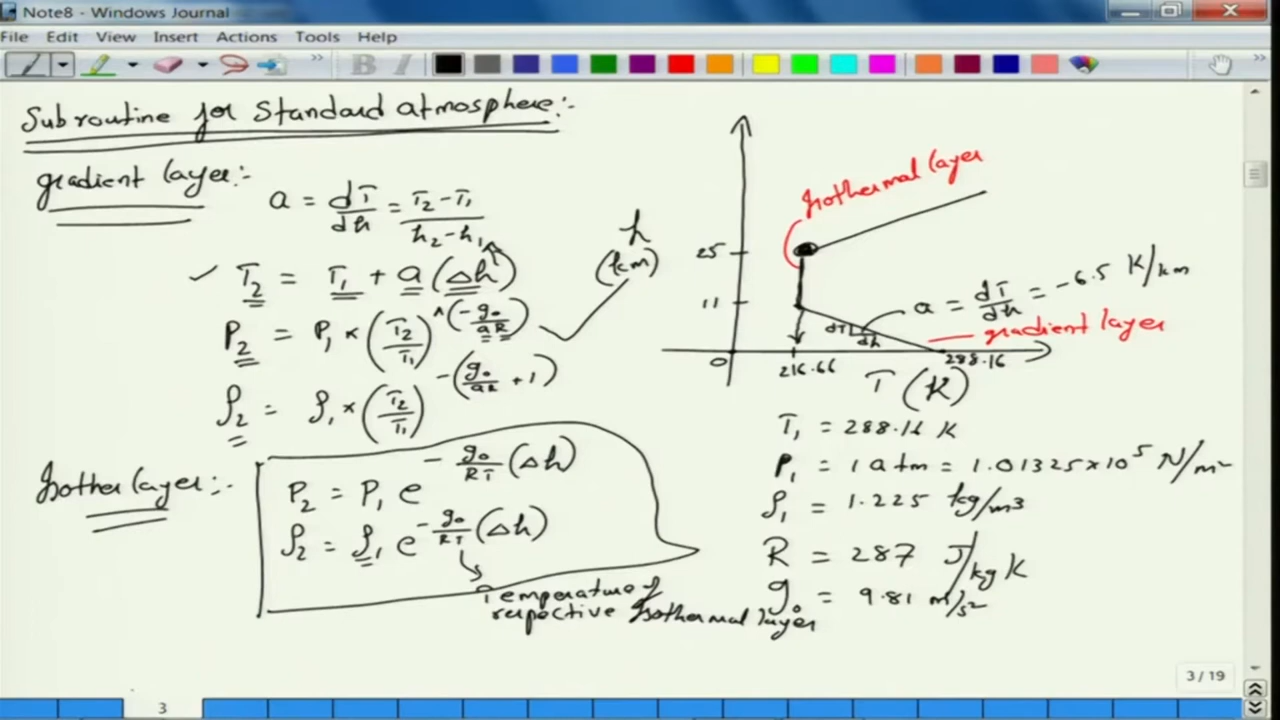 Note8 - Windows Journal
File Edit View Insert Actions Tools Help
Subroutine for Standard atmosphere:-
gradient layer:-
a = dT/dh = T2-T1/h2-h1
✓ T2 = T1 + a (Δh)
P2 = P1 × (T2/T1)^(-g0/aR)
ρ2 = ρ1 × (T2/T1)^-(g0/aR + 1)
Isother layer:-
P2 = P1 e^-g0/RT (Δh)
ρ2 = ρ1 e^-g0/RT (Δh)
Temperature of
respective Isothermal layer
h
(km)
Isothermal layer
25
11
a = dT/dh = -6.5 K/km
dT
dh
gradient layer
0
216.66
288.16
T (K)
T1 = 288.16 K
P1 = 1 atm = 1.01325×10^5 N/m²
ρ1 = 1.225 kg/m3
R = 287 J/kg K
g0 = 9.81 m/s²
3 / 19
3